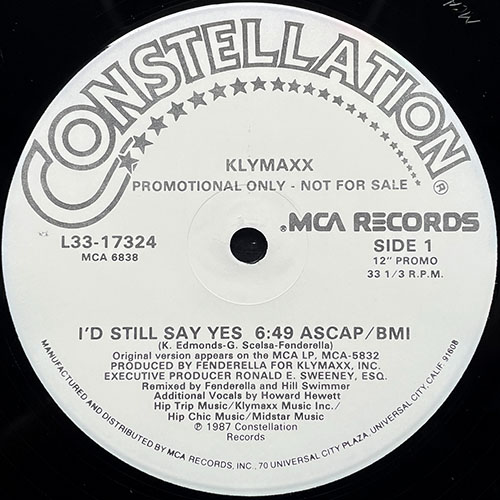 CONSTELLATION®
KLYMAXX
PROMOTIONAL ONLY - NOT FOR SALE
®MCA RECORDS
L33-17324
MCA 6838
SIDE 1
12" PROMO
33 1/3 R.P.M.
I'D STILL SAY YES 6:49 ASCAP/BMI
(K. Edmonds-G. Scelsa-Fenderella)
Original version appears on the MCA LP, MCA-5832
PRODUCED BY FENDERELLA FOR KLYMAXX, INC.
EXECUTIVE PRODUCER RONALD E. SWEENEY, ESQ.
Remixed by Fenderella and Hill Swimmer
Additional Vocals by Howard Hewett
Hip Trip Music/Klymaxx Music Inc./
Hip Chic Music/Midstar Music
℗ 1987 Constellation
Records
MANUFACTURED AND DISTRIBUTED BY MCA RECORDS, INC., 70 UNIVERSAL CITY PLAZA, UNIVERSAL CITY, CALIF. 91608